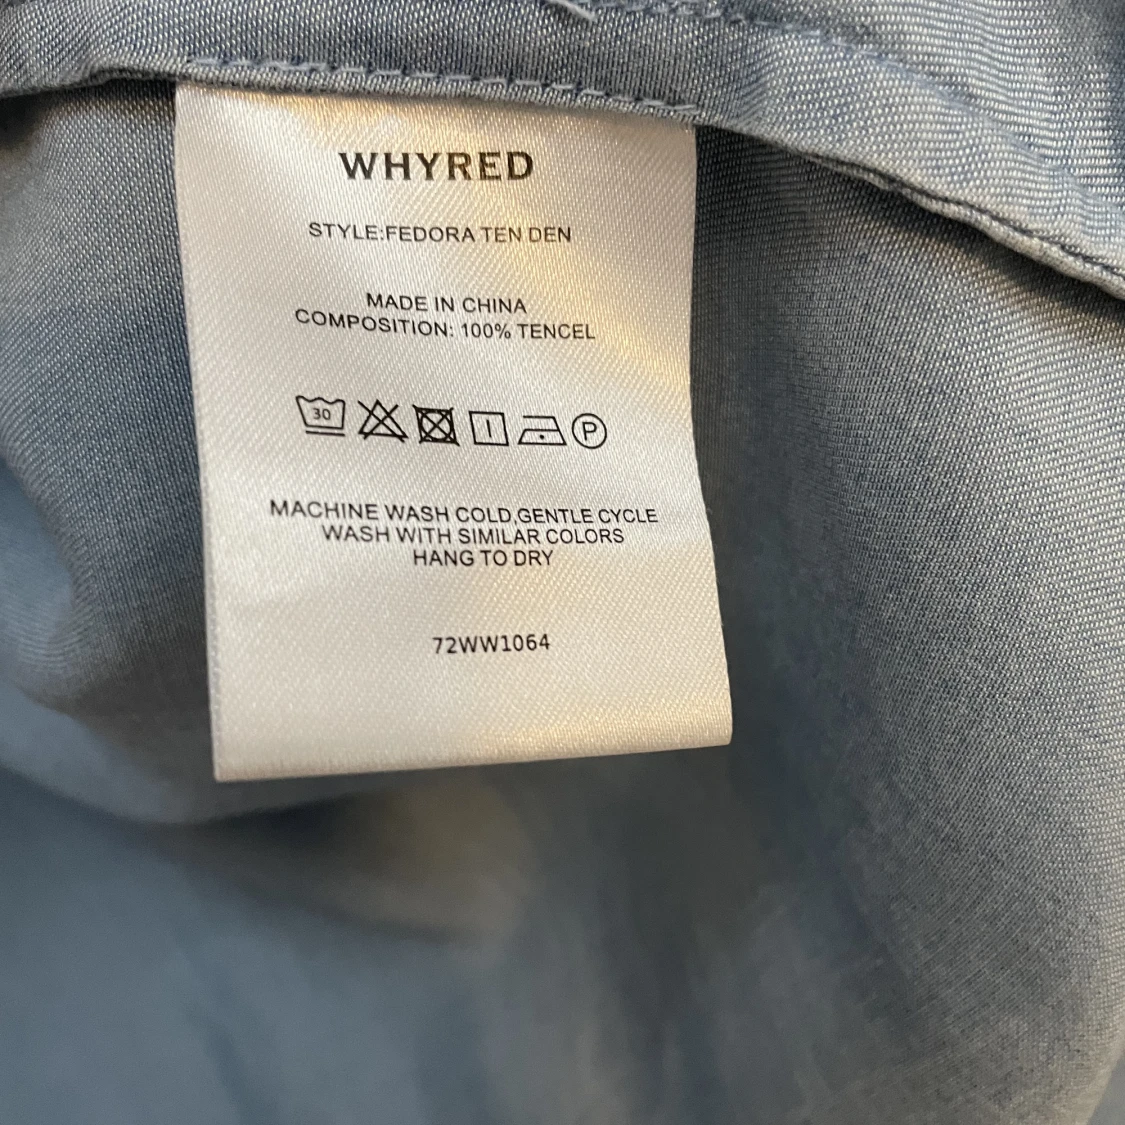 WHYRED
STYLE:FEDORA TEN DEN
MADE IN CHINA
COMPOSITION: 100% TENCEL
30 P
MACHINE WASH COLD,GENTLE CYCLE
WASH WITH SIMILAR COLORS
HANG TO DRY
72WW1064